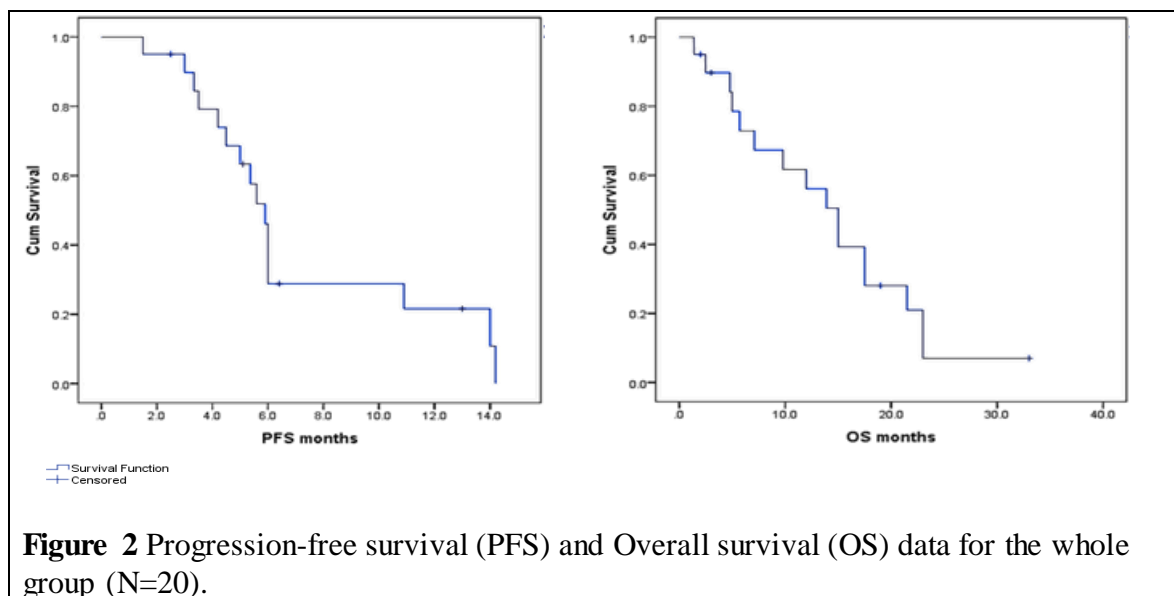 1.0
0.8
0.6
0.4
0.2
0.0
Cum Survival
.0 2.0 4.0 6.0 8.0 10.0 12.0 14.0
PFS months
Survival Function
Censored
1.0
0.8
0.6
0.4
0.2
0.0
Cum Survival
.0 10.0 20.0 30.0 40.0
OS months
Figure 2 Progression-free survival (PFS) and Overall survival (OS) data for the whole
group (N=20).